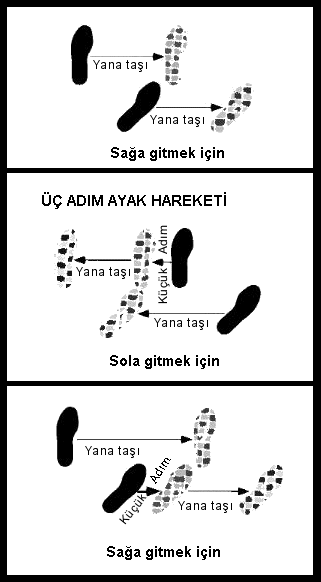 Yana taşı
Yana taşı
Sağa gitmek için
ÜÇ ADIM AYAK HAREKETİ
Yana taşı
Küçük Adım
Yana taşı
Sola gitmek için
Yana taşı
Küçük Adım
Yana taşı
Sağa gitmek için